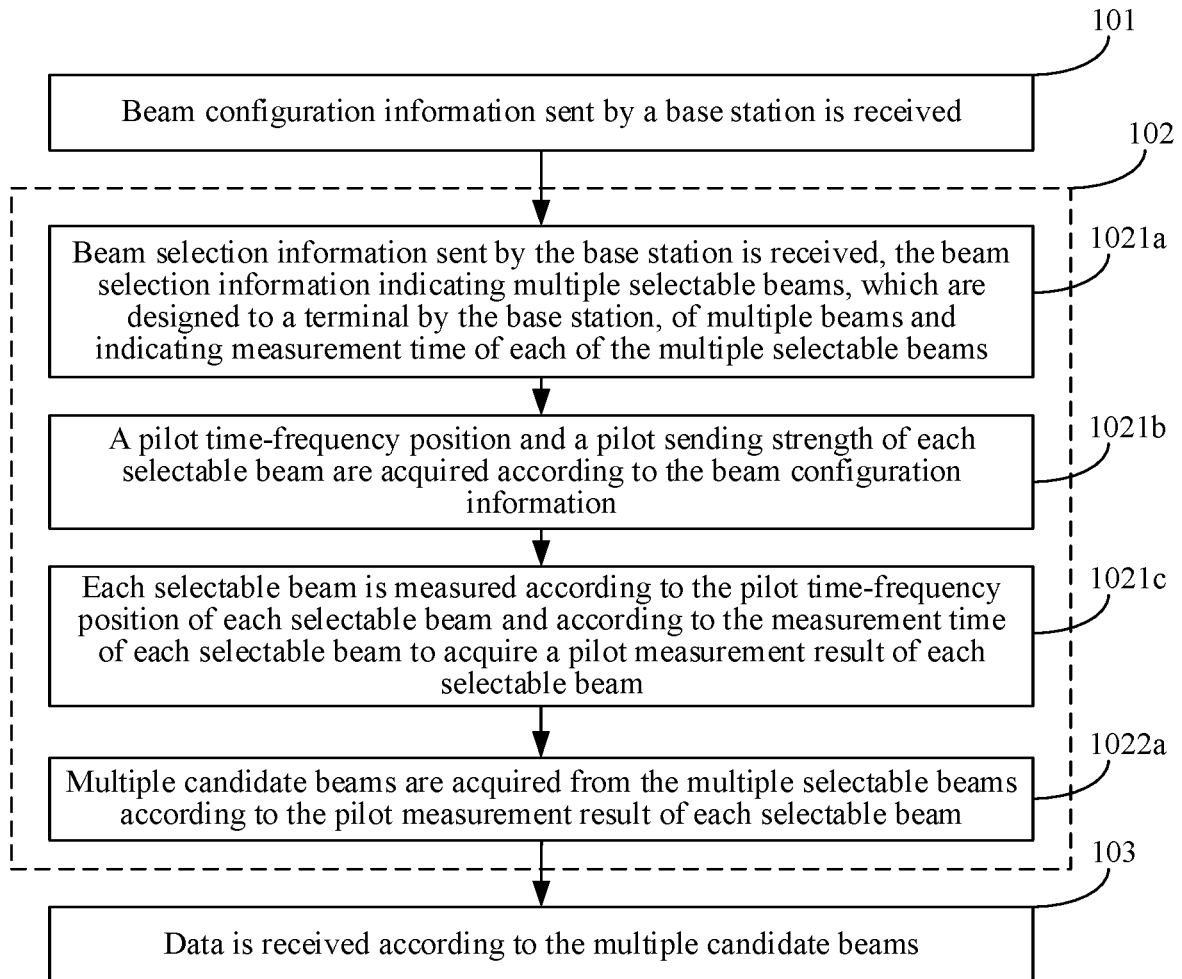 101
Beam configuration information sent by a base station is received
102
1021a
Beam selection information sent by the base station is received, the beam
selection information indicating multiple selectable beams, which are
designed to a terminal by the base station, of multiple beams and
indicating measurement time of each of the multiple selectable beams
1021b
A pilot time-frequency position and a pilot sending strength of each
selectable beam are acquired according to the beam configuration
information
1021c
Each selectable beam is measured according to the pilot time-frequency
position of each selectable beam and according to the measurement time
of each selectable beam to acquire a pilot measurement result of each
selectable beam
1022a
Multiple candidate beams are acquired from the multiple selectable beams
according to the pilot measurement result of each selectable beam
103
Data is received according to the multiple candidate beams